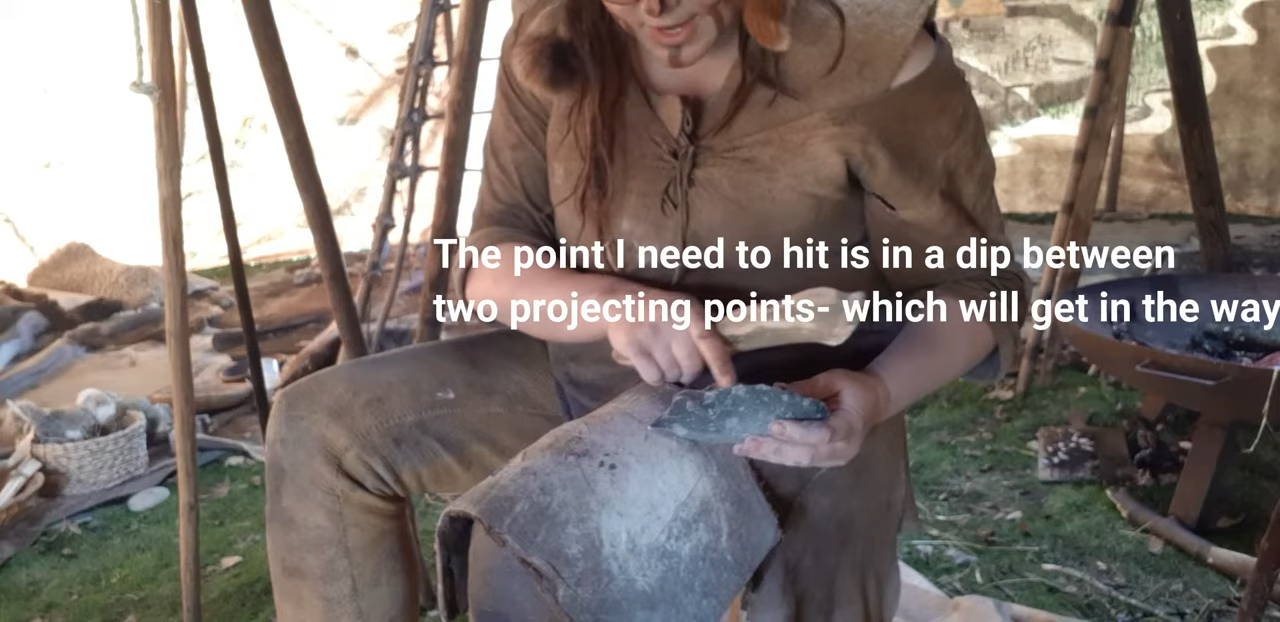 The point I need to hit is in a dip between
two projecting points- which will get in the way